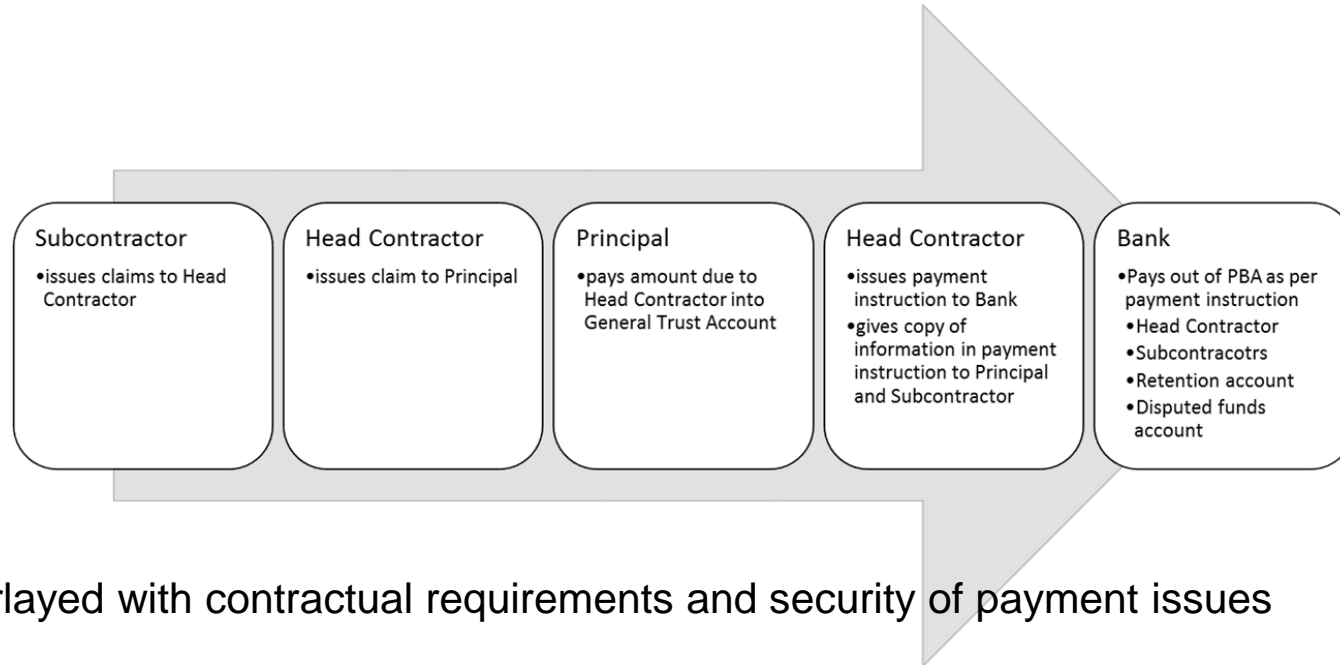 Subcontractor
•issues claims to Head
Contractor
Head Contractor
•issues claim to Principal
Principal
•pays amount due to
Head Contractor into
General Trust Account
Head Contractor
•issues payment
instruction to Bank
•gives copy of
information in payment
instruction to Principal
and Subcontractor
Bank
•Pays out of PBA as per
payment instruction
•Head Contractor
•Subcontracotrs
•Retention account
•Disputed funds
account
rlayed with contractual requirements and security of payment issues